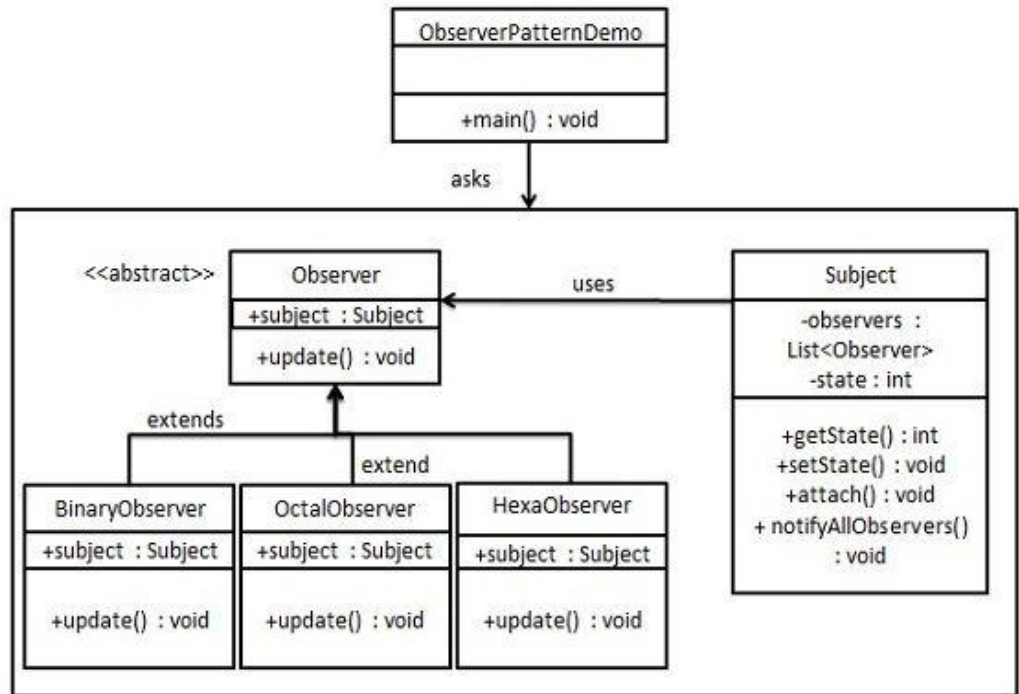 ObserverPatternDemo
+main() : void
asks
<<abstract>>
Observer
+subject : Subject
+update() : void
uses
Subject
-observers :
List<Observer>
-state : int
+getState() : int
+setState() : void
+attach() : void
+ notifyAllObservers()
: void
extends
extend
BinaryObserver
+subject : Subject
+update() : void
OctalObserver
+subject : Subject
+update() : void
HexaObserver
+subject : Subject
+update() : void